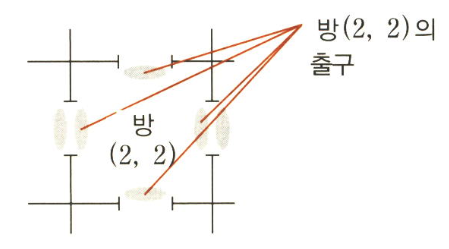 방(2, 2)의
출구
방
(2, 2)